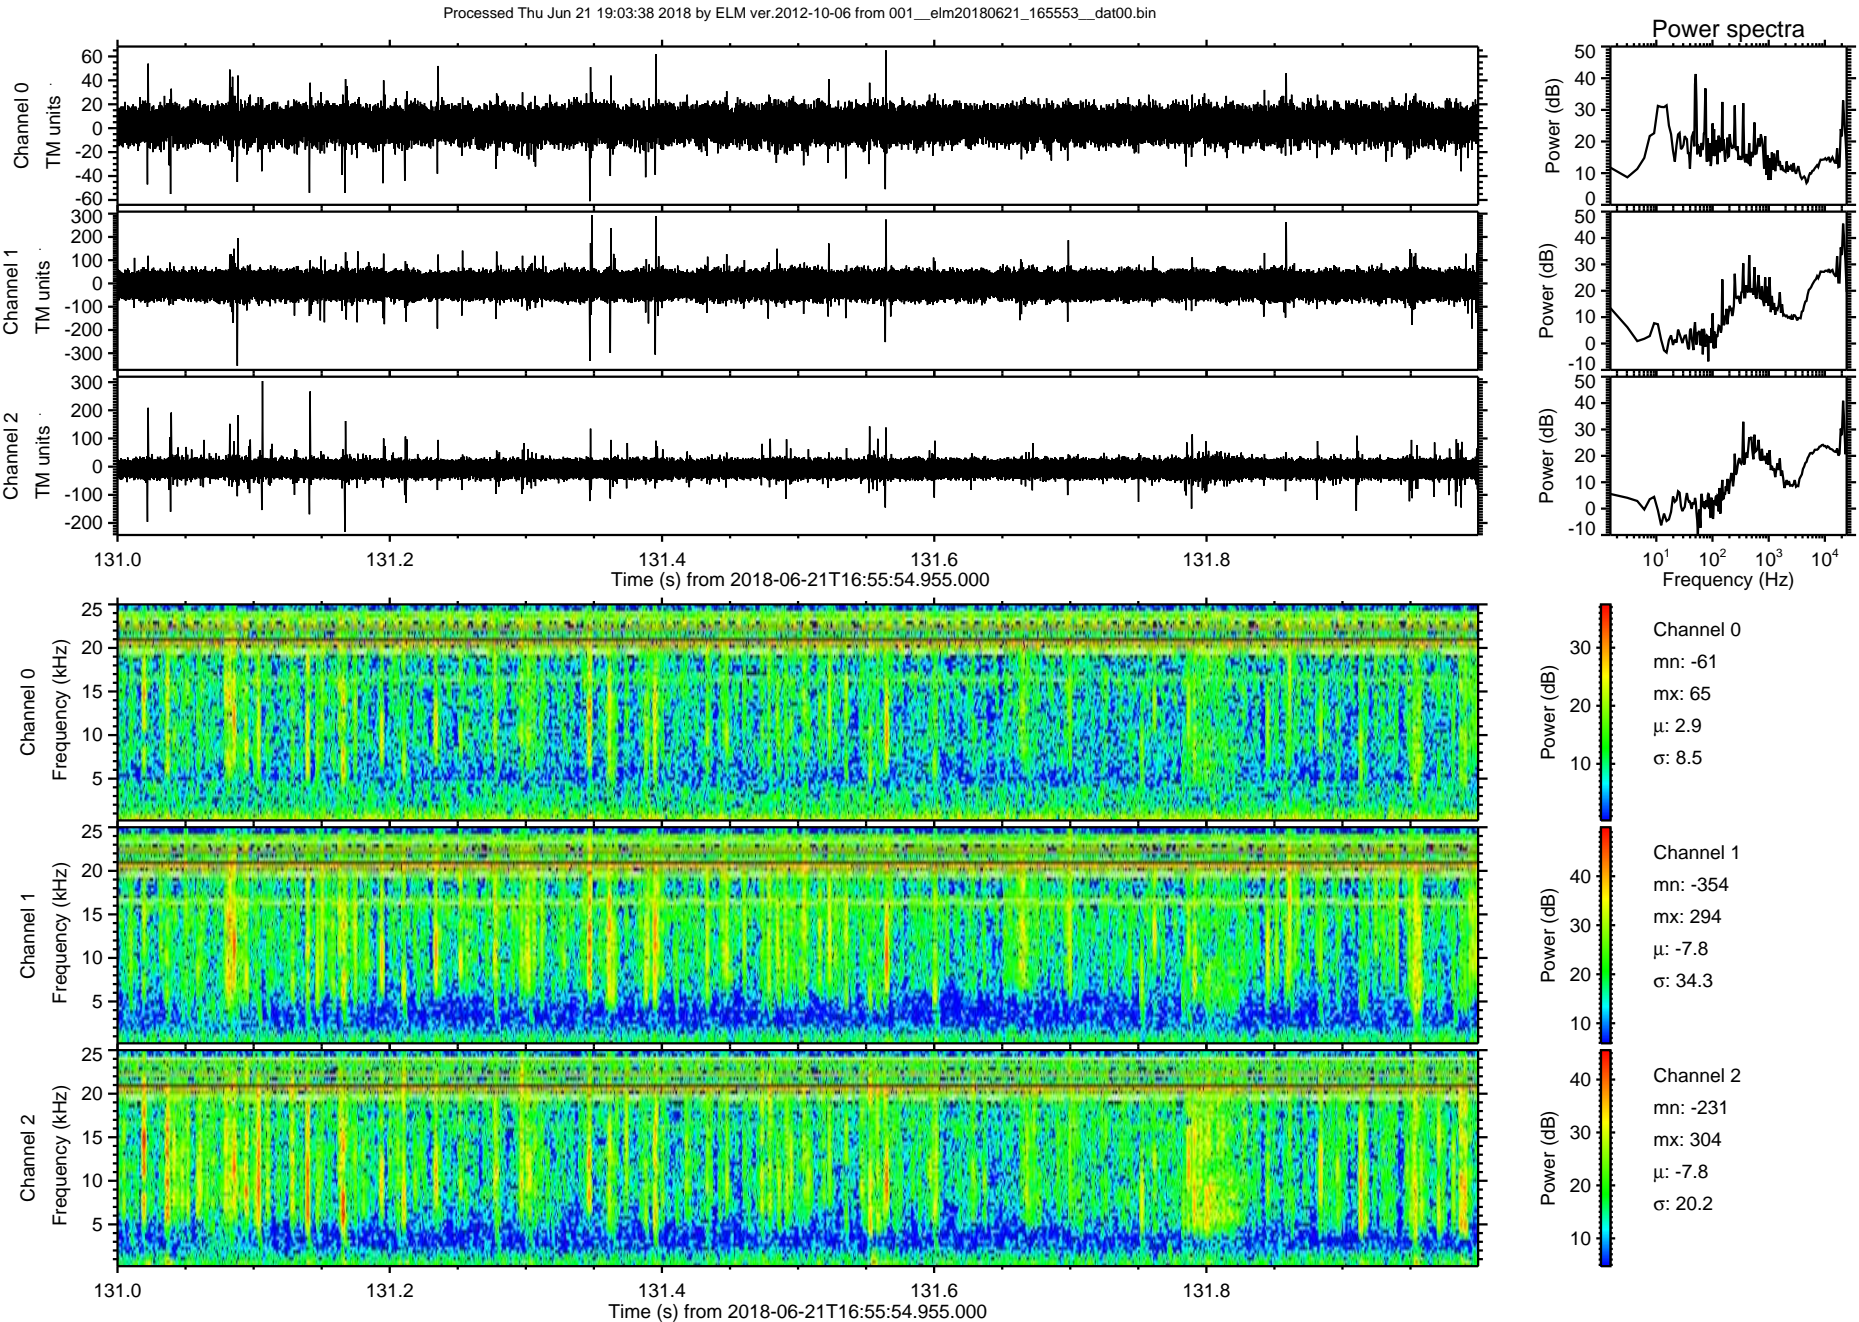 Processed Thu Jun 21 19:03:38 2018 by ELM ver.2012-10-06 from 001__elm20180621_165553__dat00.bin
Power spectra
Channel 0
TM units
60
40
20
0
-20
-40
-60
Power (dB)
50
40
30
20
10
0
Channel 1
TM units
300
200
100
0
-100
-200
-300
Power (dB)
50
40
30
20
10
0
-10
Channel 2
TM units
300
200
100
0
-100
-200
Power (dB)
50
40
30
20
10
0
-10
131.0 131.2 131.4 131.6 131.8
Time (s) from 2018-06-21T16:55:54.955.000
10¹ 10² 10³ 10⁴
Frequency (Hz)
Channel 0
Frequency (kHz)
25
20
15
10
5
Power (dB)
30
20
10
Channel 0
mn: -61
mx: 65
μ: 2.9
σ: 8.5
Channel 1
Frequency (kHz)
25
20
15
10
5
Power (dB)
40
30
20
10
Channel 1
mn: -354
mx: 294
μ: -7.8
σ: 34.3
Channel 2
Frequency (kHz)
25
20
15
10
5
Power (dB)
40
30
20
10
Channel 2
mn: -231
mx: 304
μ: -7.8
σ: 20.2
131.0 131.2 131.4 131.6 131.8
Time (s) from 2018-06-21T16:55:54.955.000